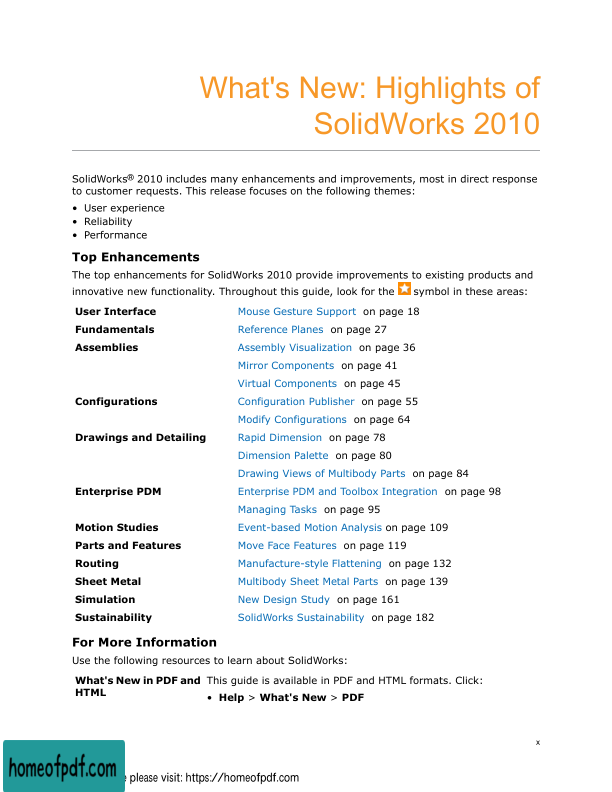 What's New: Highlights of
SolidWorks 2010
SolidWorks® 2010 includes many enhancements and improvements, most in direct response
to customer requests. This release focuses on the following themes:
• User experience
• Reliability
• Performance
Top Enhancements
The top enhancements for SolidWorks 2010 provide improvements to existing products and
innovative new functionality. Throughout this guide, look for the symbol in these areas:
User Interface Mouse Gesture Support on page 18
Fundamentals Reference Planes on page 27
Assemblies Assembly Visualization on page 36
Mirror Components on page 41
Virtual Components on page 45
Configurations Configuration Publisher on page 55
Modify Configurations on page 64
Drawings and Detailing Rapid Dimension on page 78
Dimension Palette on page 80
Drawing Views of Multibody Parts on page 84
Enterprise PDM Enterprise PDM and Toolbox Integration on page 98
Managing Tasks on page 95
Motion Studies Event-based Motion Analysis on page 109
Parts and Features Move Face Features on page 119
Routing Manufacture-style Flattening on page 132
Sheet Metal Multibody Sheet Metal Parts on page 139
Simulation New Design Study on page 161
Sustainability SolidWorks Sustainability on page 182
For More Information
Use the following resources to learn about SolidWorks:
What's New in PDF and This guide is available in PDF and HTML formats. Click:
HTML
• Help > What's New > PDF
x
homeofpdf.com
please visit: https://homeofpdf.com